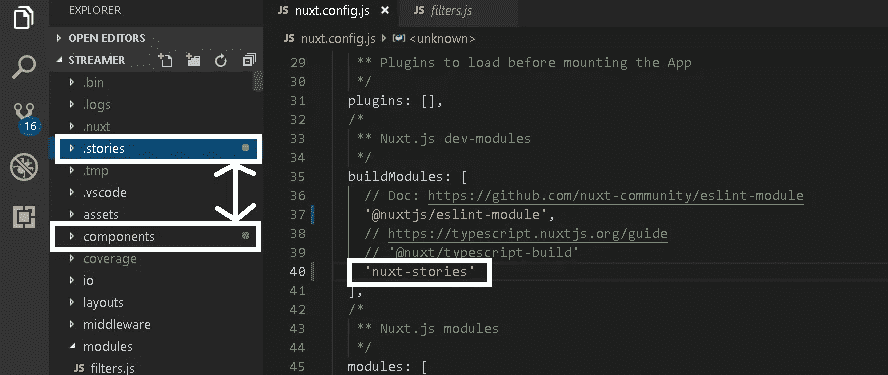 EXPLORER
OPEN EDITORS
STREAMER
.bin
.logs
.nuxt
.stories
.tmp
.vscode
assets
components
coverage
io
layouts
middleware
modules
JS filters.js
16
JS nuxt.config.js × JS filters.js
JS nuxt.config.js <unknown>
29 ** Plugins to load before mounting the App
30 */
31 plugins: [],
32 /*
33 ** Nuxt.js dev-modules
34 */
35 buildModules: [
36 // Doc: https://github.com/nuxt-community/eslint-module
37 '@nuxtjs/eslint-module',
38 // https://typescript.nuxtjs.org/guide
39 // '@nuxt/typescript-build'
40 'nuxt-stories'
41 ],
42 /*
43 ** Nuxt.js modules
44 */
45 modules: [